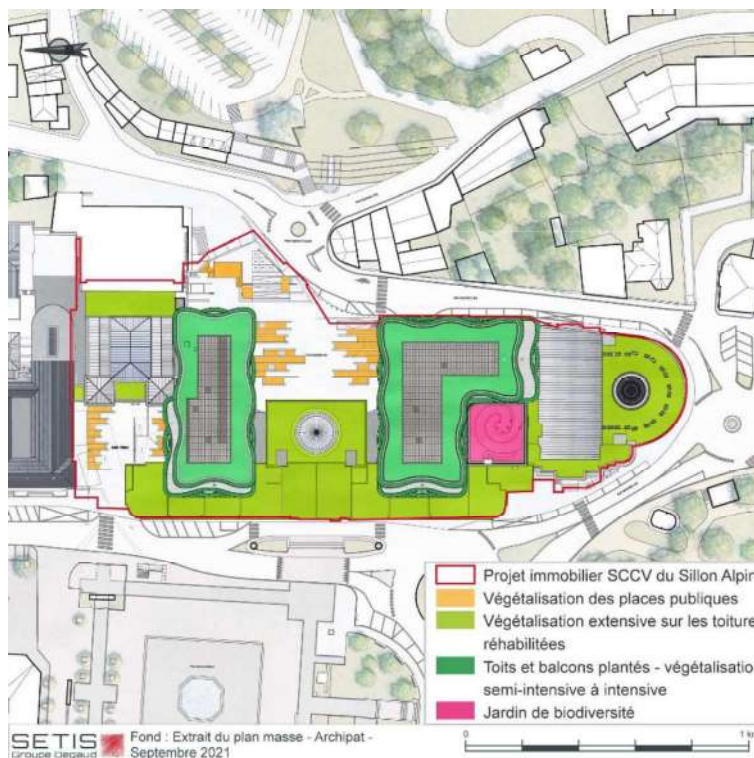 Projet immobilier SCCV du Sillon Alpin
Végétalisation des places publiques
Végétalisation extensive sur les toiture
réhabilitées
Toits et balcons plantés - végétalisatio
semi-intensive à intensive
Jardin de biodiversité
SETIS
Groupe Degaud
Fond : Extrait du plan masse - Archipat -
Septembre 2021
0
1 k